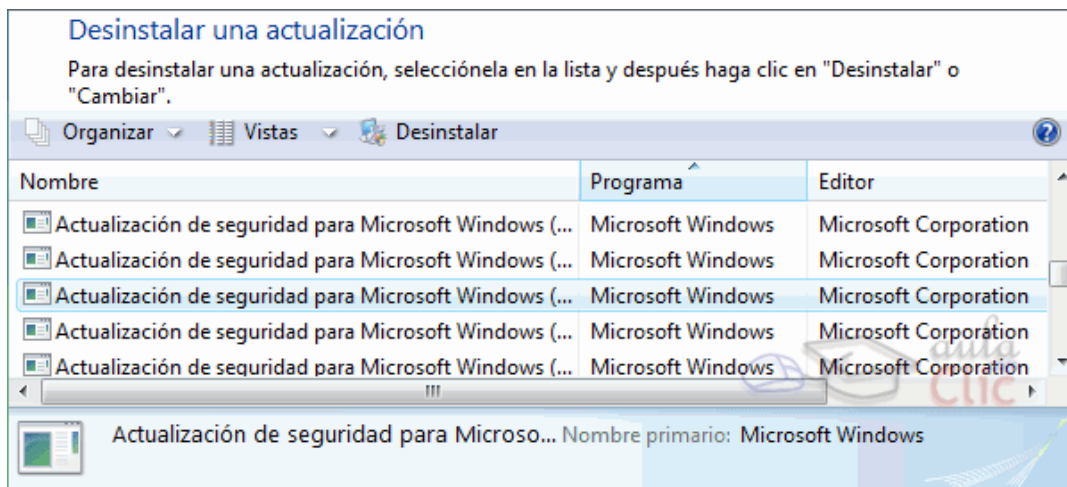 Desinstalar una actualización
Para desinstalar una actualización, selecciónela en la lista y después haga clic en "Desinstalar" o
"Cambiar".
Organizar Vistas Desinstalar
Nombre Programa Editor
Actualización de seguridad para Microsoft Windows (... Microsoft Windows Microsoft Corporation
Actualización de seguridad para Microsoft Windows (... Microsoft Windows Microsoft Corporation
Actualización de seguridad para Microsoft Windows (... Microsoft Windows Microsoft Corporation
Actualización de seguridad para Microsoft Windows (... Microsoft Windows Microsoft Corporation
Actualización de seguridad para Microsoft Windows (... Microsoft Windows Microsoft Corporation
aula
Clic
Actualización de seguridad para Microso... Nombre primario: Microsoft Windows